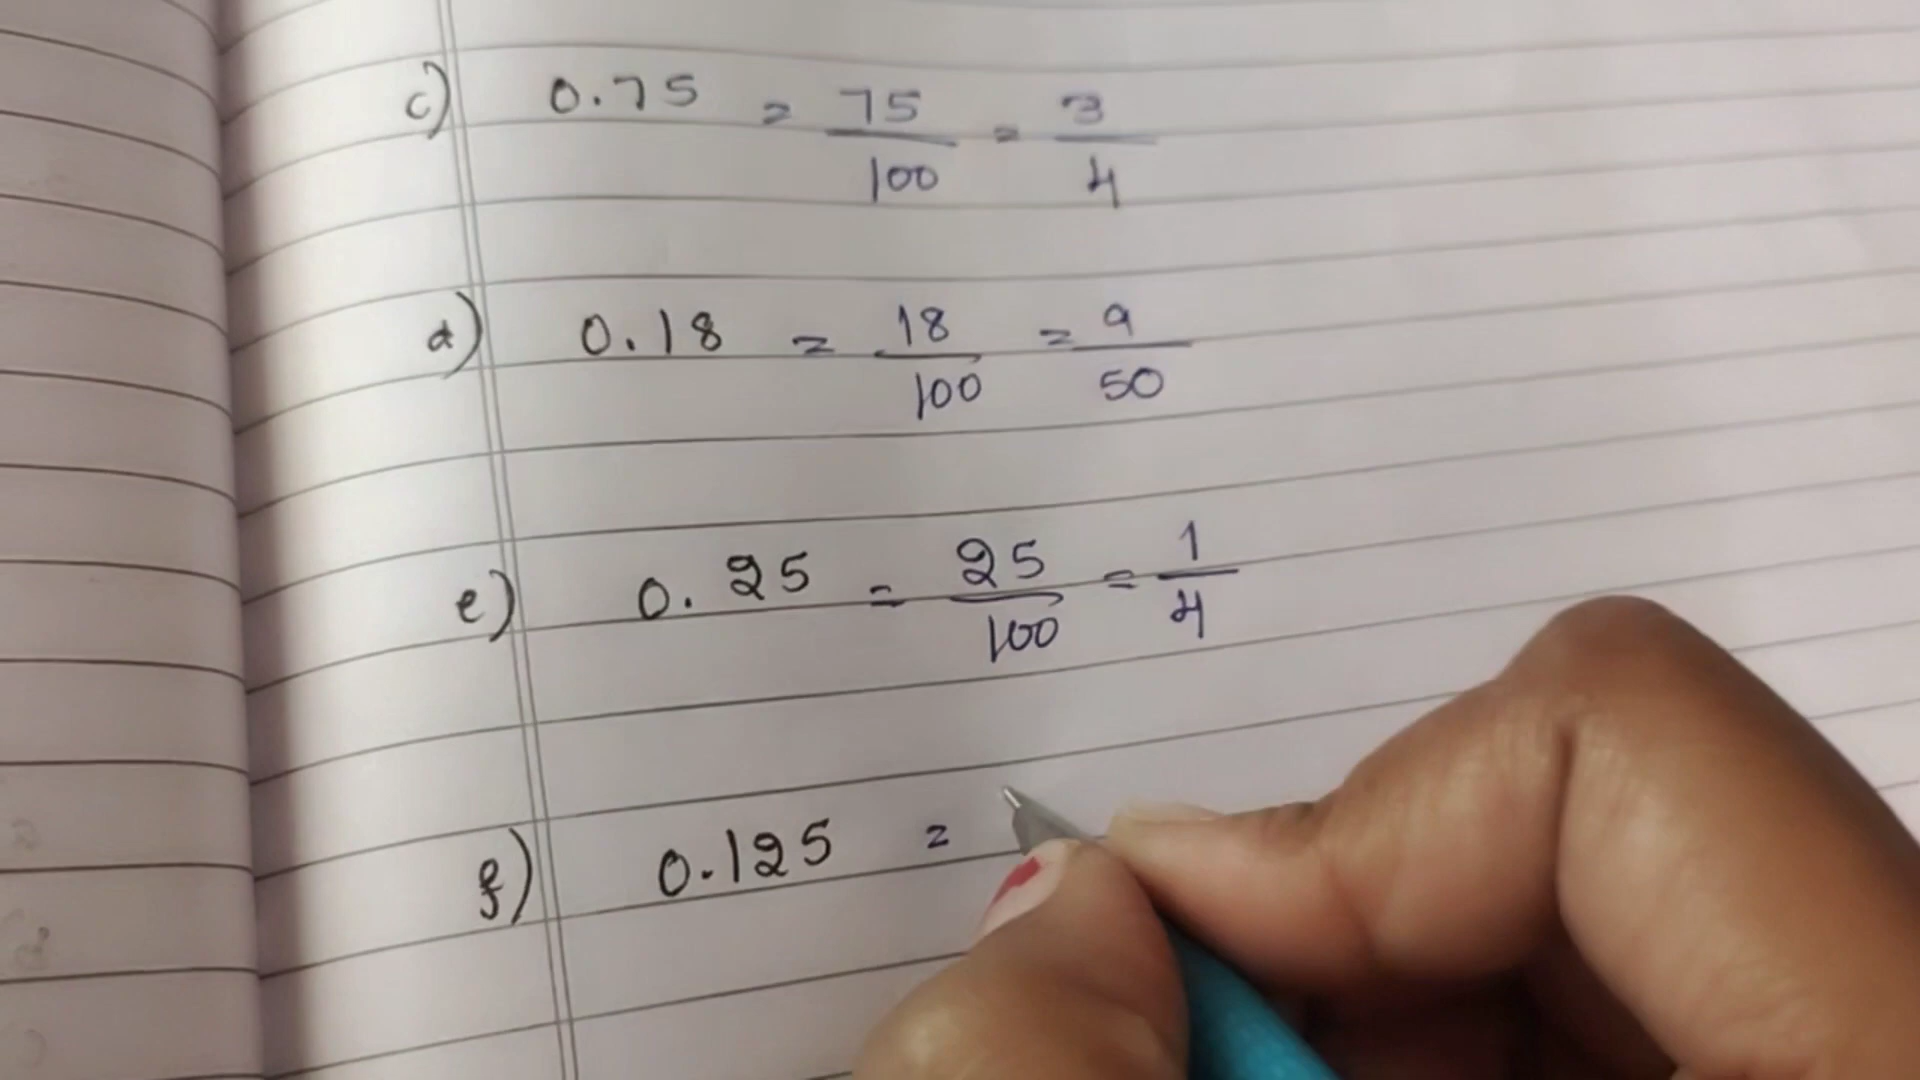 c) 0.75 = 75/100 = 3/4
d) 0.18 = 18/100 = 9/50
e) 0.25 = 25/100 = 1/4
f) 0.125 =